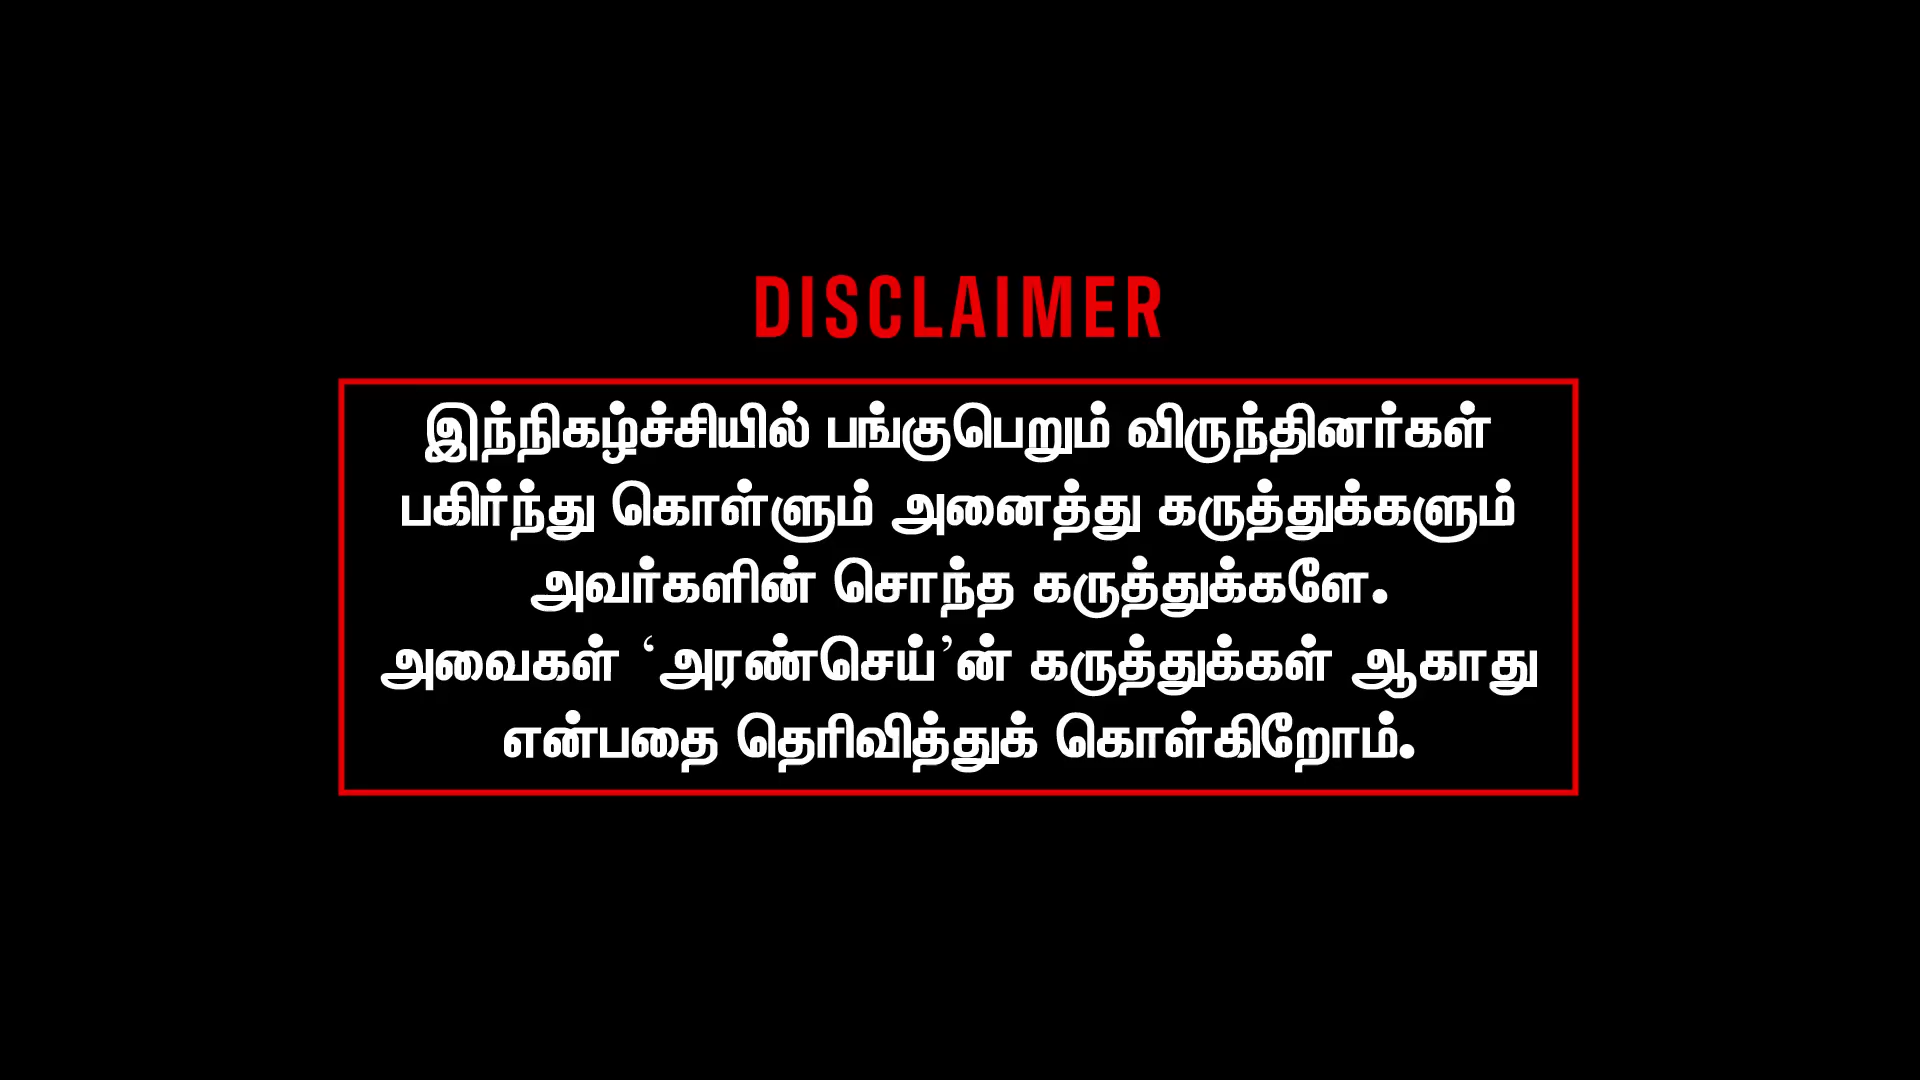 DISCLAIMER
இந்நிகழ்ச்சியில் பங்குபெறும் விருந்தினர்கள்
பகிர்ந்து கொள்ளும் அனைத்து கருத்துக்களும்
அவர்களின் சொந்த கருத்துக்களே.
அவைகள் ‘அரண்செய்’ன் கருத்துக்கள் ஆகாது
என்பதை தெரிவித்துக் கொள்கிறோம்.